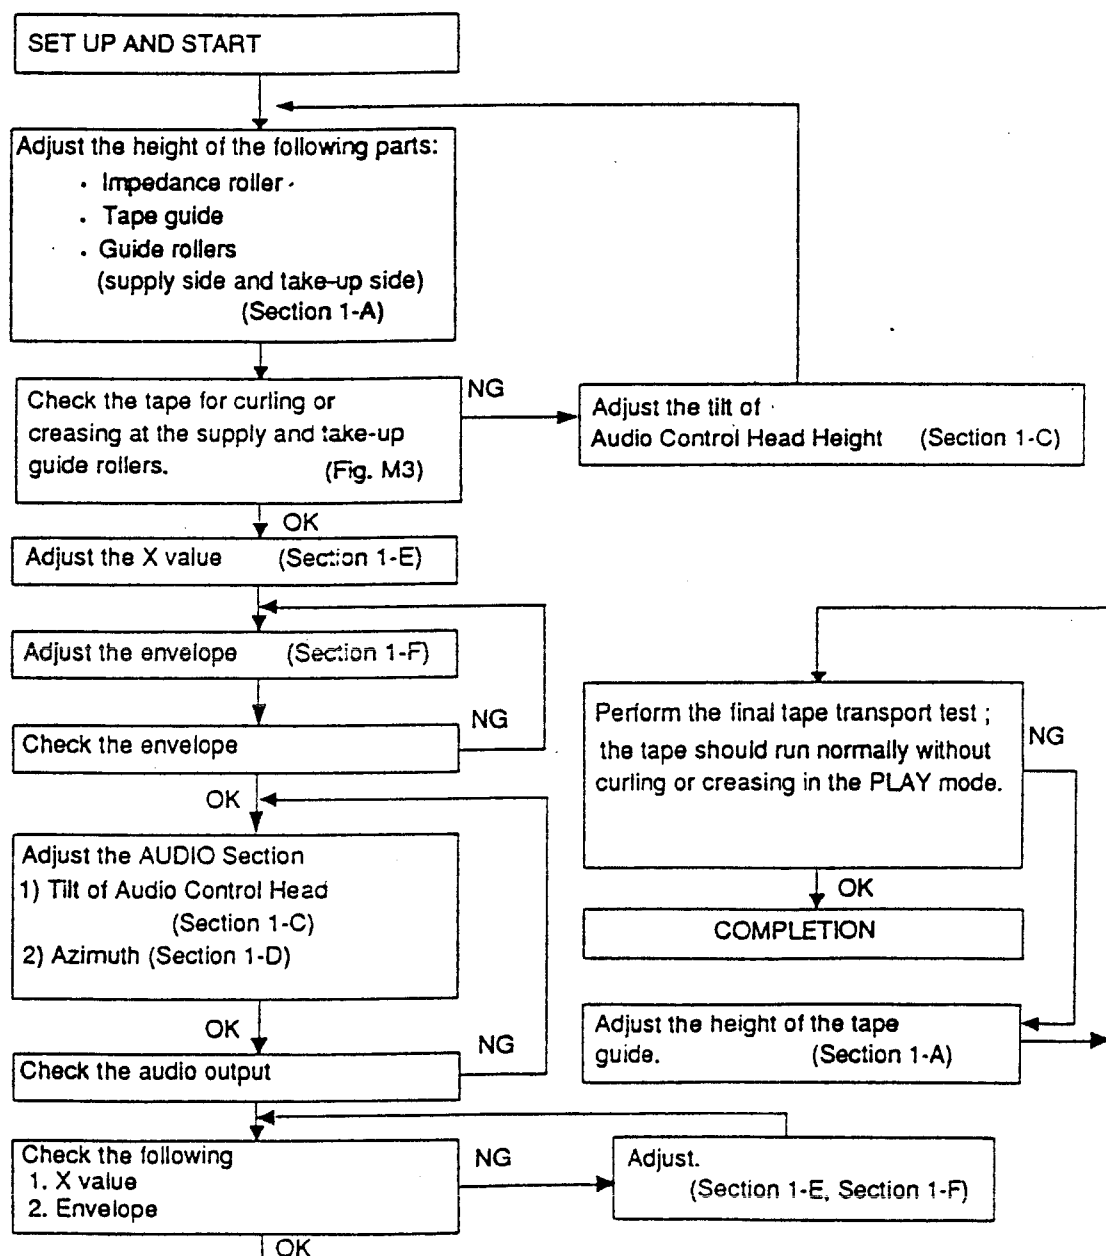 SET UP AND START
Adjust the height of the following parts:
• Impedance roller
• Tape guide
• Guide rollers
(supply side and take-up side)
(Section 1-A)
Check the tape for curling or
creasing at the supply and take-up
guide rollers.
(Fig. M3)
NG
Adjust the tilt of
Audio Control Head Height (Section 1-C)
OK
Adjust the X value (Section 1-E)
Adjust the envelope (Section 1-F)
Check the envelope
NG
OK
Adjust the AUDIO Section
1) Tilt of Audio Control Head
(Section 1-C)
2) Azimuth (Section 1-D)
OK
NG
Check the audio output
Check the following
1. X value
2. Envelope
NG
Adjust.
(Section 1-E, Section 1-F)
OK
Perform the final tape transport test ;
the tape should run normally without
curling or creasing in the PLAY mode.
NG
OK
COMPLETION
Adjust the height of the tape
guide. (Section 1-A)